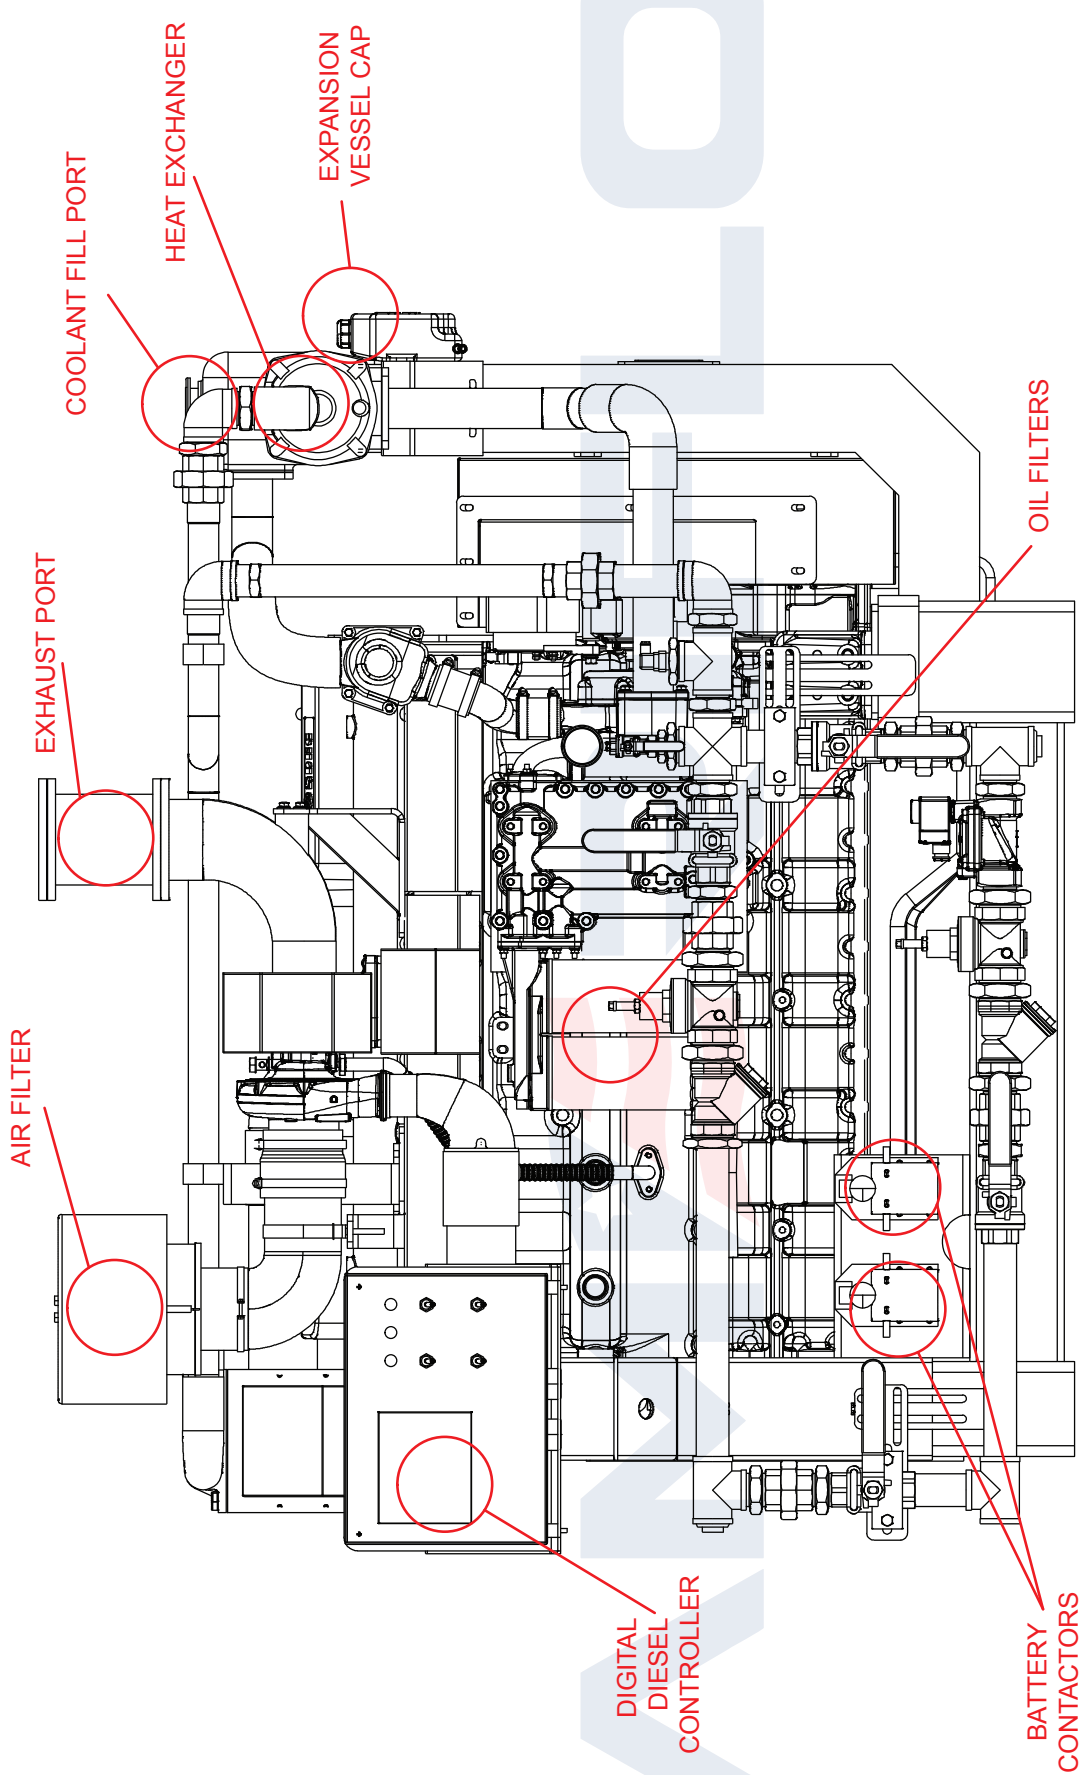 AIR FILTER
EXHAUST PORT
COOLANT FILL PORT
HEAT EXCHANGER
EXPANSION
VESSEL CAP
DIGITAL
DIESEL
CONTROLLER
OIL FILTERS
BATTERY
CONTACTORS